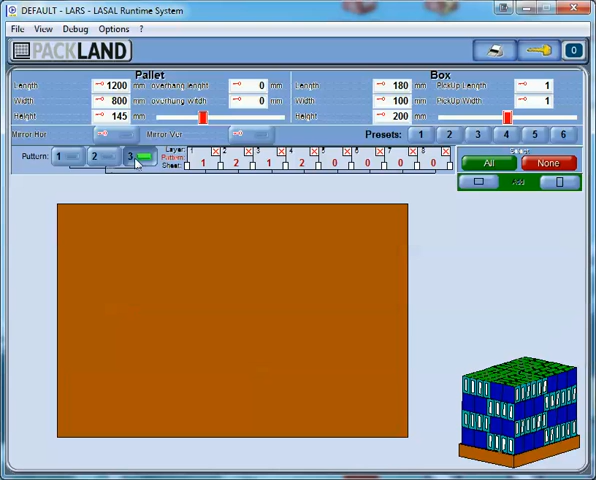 DEFAULT - LARS - LASAL Runtime System
File View Debug Options ?
PACKLAND 0
Pallet Box
Length 1200 mm overhang lenght 0 mm 180 mm PickUp Length: 1
Width 800 mm overhang witdh 0 mm 100 mm PickUp Width: 1
Height 145 mm Height 200 mm
Mirror Hor Mirror Ver Presets: 1 2 3 4 5 6
Layer: 1 2 3 4 5 6 7 8
Puttern: 1 2 3 Pattern: 1 2 1 2 0 0 0 0
Sheet:
Select
All None
Add